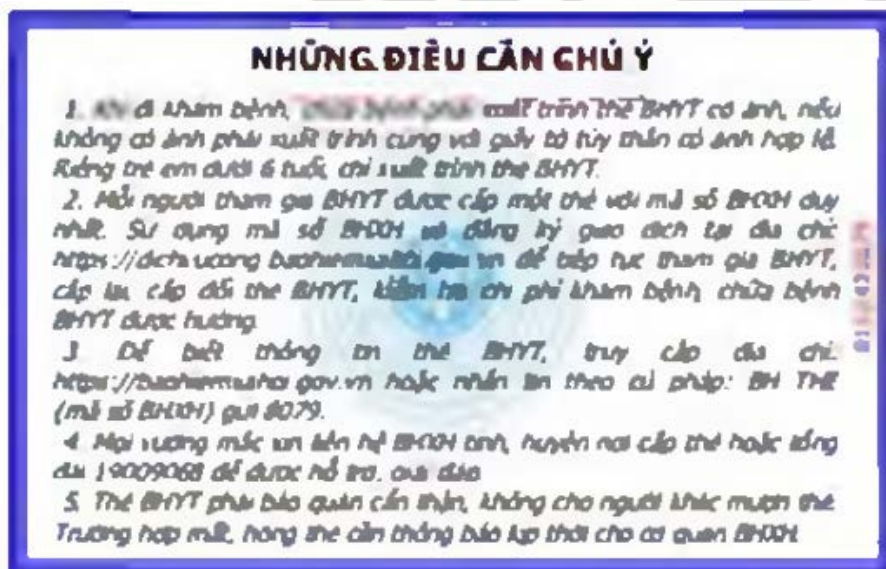 NHỮNG ĐIỀU CẦN CHÚ Ý
1. Khi đi khám bệnh, chữa bệnh phải xuất trình thẻ BHYT có ảnh, nếu
không có ảnh phải xuất trình cùng với giấy tờ tùy thân có ảnh hợp lệ.
Riêng trẻ em dưới 6 tuổi, chỉ xuất trình thẻ BHYT.
2. Mỗi người tham gia BHYT được cấp một thẻ với mã số BHXH duy
nhất. Sử dụng mã số BHXH và đăng ký giao dịch tại địa chỉ:
https://dichvucong.baohiemxahoi.gov.vn để tiếp tục tham gia BHYT,
cấp lại, cấp đổi thẻ BHYT, kiểm tra chi phí khám bệnh, chữa bệnh
BHYT được hưởng.
3. Để biết thông tin thẻ BHYT, truy cập địa chỉ:
https://baohiemxahoi.gov.vn hoặc nhắn tin theo cú pháp: BH THE
(mã số BHXH) gửi 8079.
4. Mọi vướng mắc xin liên hệ BHXH tỉnh, huyện nơi cấp thẻ hoặc tổng
đài 19009068 để được hỗ trợ, giải đáp.
5. Thẻ BHYT phải bảo quản cẩn thận, không cho người khác mượn thẻ.
Trường hợp mất, hỏng thẻ cần thông báo kịp thời cho cơ quan BHXH.